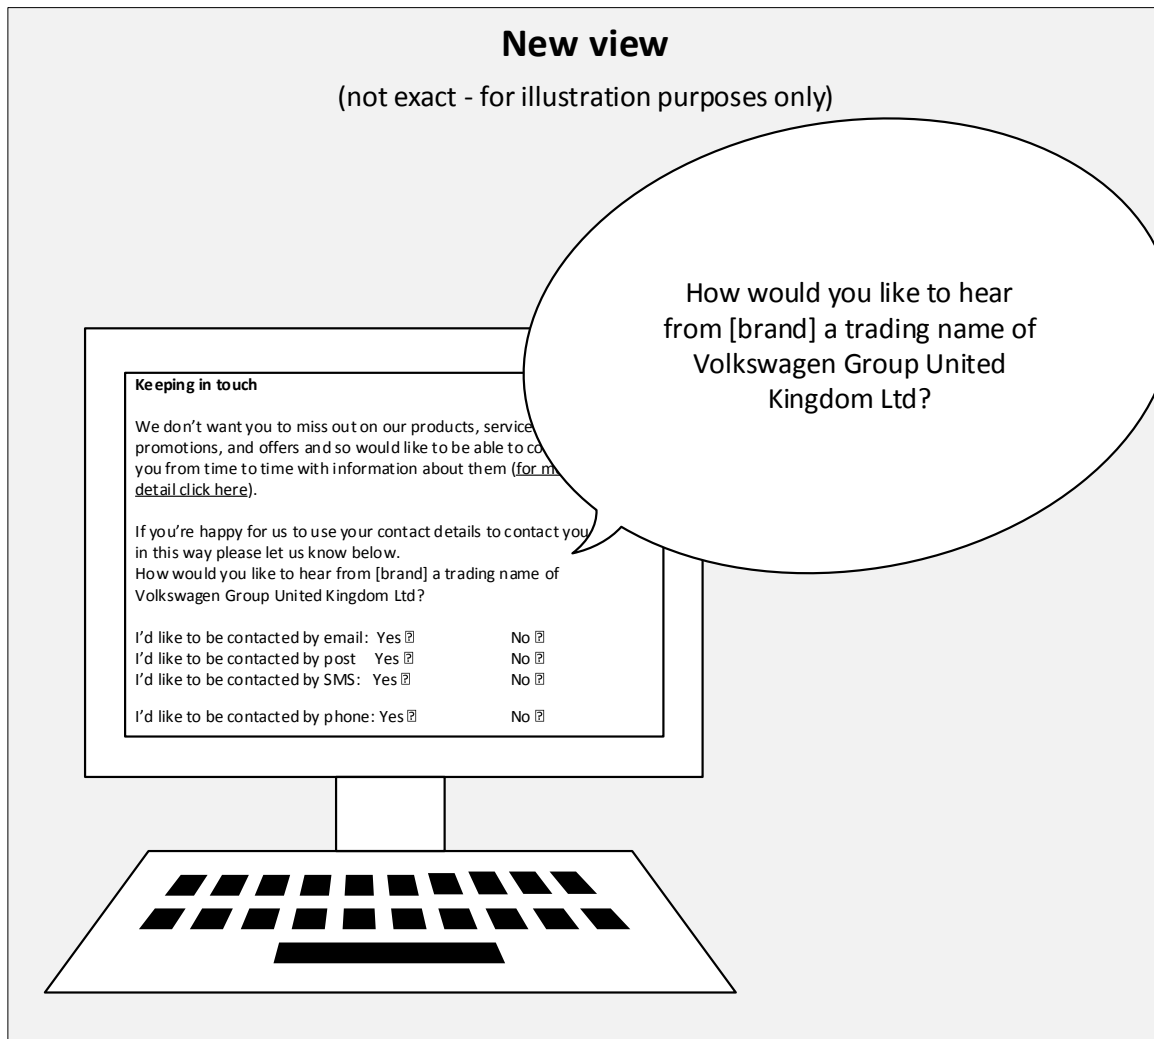 New view
(not exact - for illustration purposes only)
How would you like to hear
from [brand] a trading name of
Volkswagen Group United
Kingdom Ltd?
Keeping in touch
We don’t want you to miss out on our products, service
promotions, and offers and so would like to be able to
you from time to time with information about them (for
detail click here).
If you’re happy for us to use your contact details to contact you
in this way please let us know below.
How would you like to hear from [brand] a trading name of
Volkswagen Group United Kingdom Ltd?
I’d like to be contacted by email: Yes ⍰ No ⍰
I’d like to be contacted by post Yes ⍰ No ⍰
I’d like to be contacted by SMS: Yes ⍰ No ⍰
I’d like to be contacted by phone: Yes ⍰ No ⍰